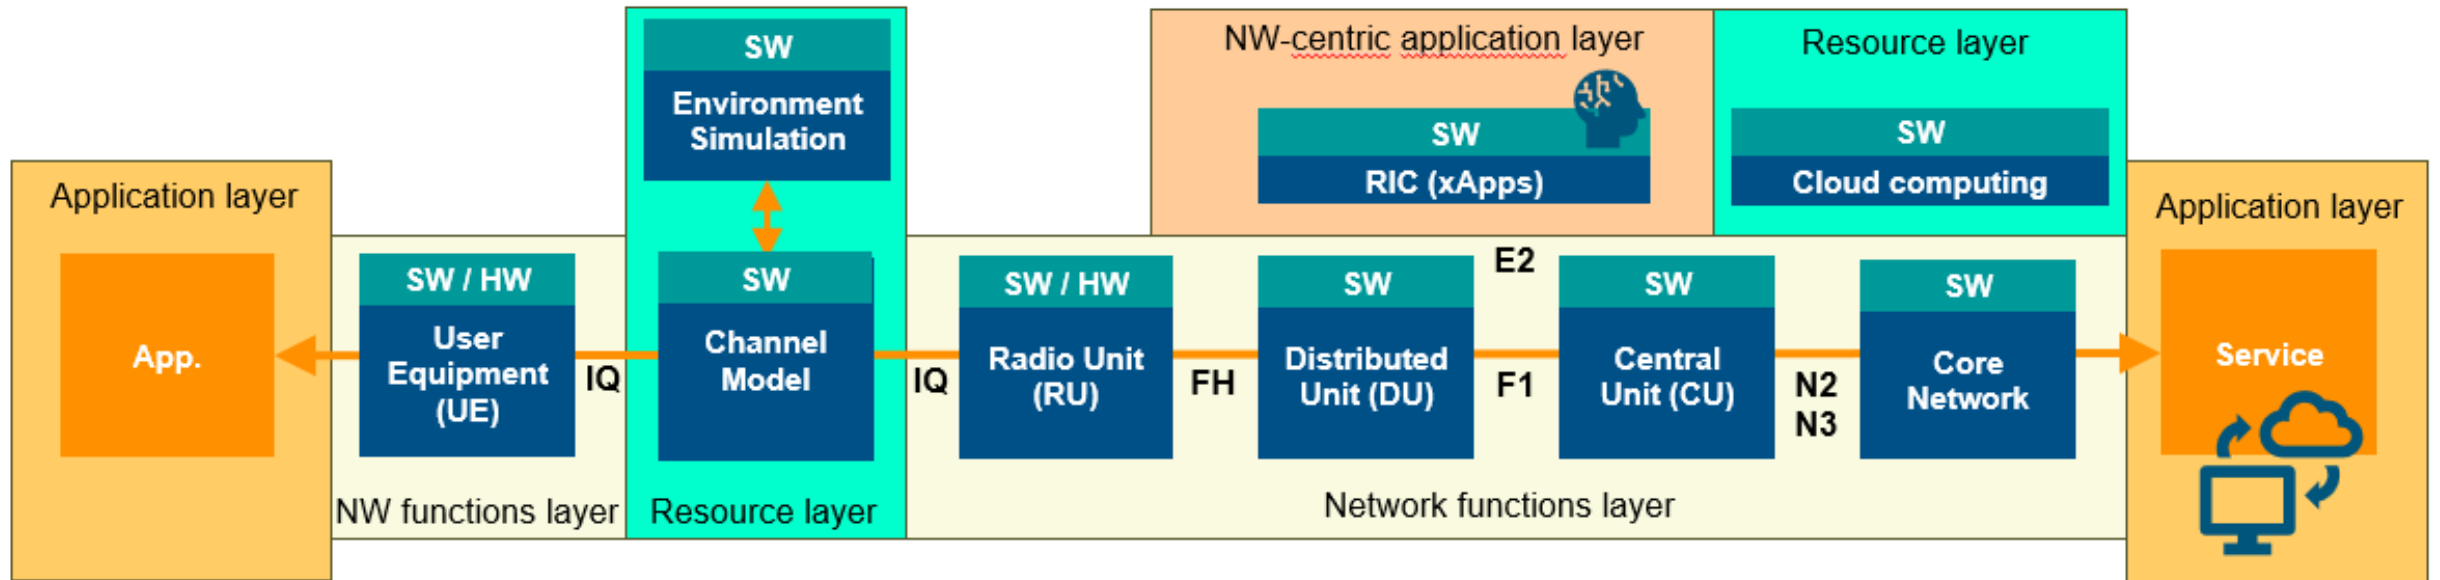 SW
Environment
Simulation
NW-centric application layer
SW
RIC (xApps)
Resource layer
SW
Cloud computing
Application layer
App.
SW / HW
User
Equipment
(UE)
IQ
NW functions layer
SW
Channel
Model
Resource layer
IQ
SW / HW
Radio Unit
(RU)
FH
SW
Distributed
Unit (DU)
E2
F1
SW
Central
Unit (CU)
N2
N3
SW
Core
Network
Network functions layer
Application layer
Service